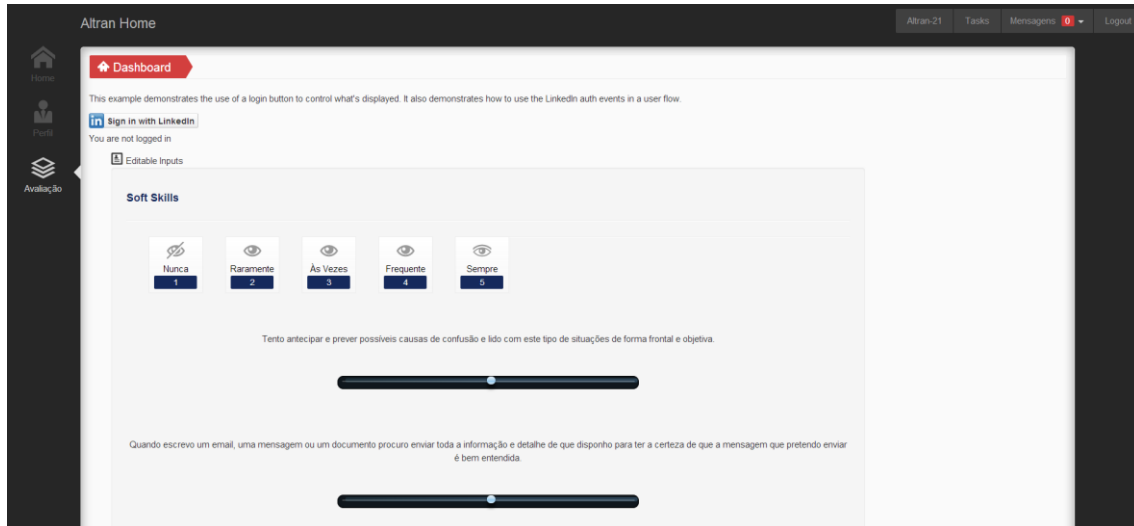 Altran Home
Altran-21 Tasks Mensagens 0 Logout
Home
Perfil
Avaliação
Dashboard
This example demonstrates the use of a login button to control what's displayed. It also demonstrates how to use the LinkedIn auth events in a user flow.
in Sign in with LinkedIn
You are not logged in
Editable Inputs
Soft Skills
Nunca Raramente Às Vezes Frequente Sempre
1 2 3 4 5
Tento antecipar e prever possíveis causas de confusão e lido com este tipo de situações de forma frontal e objetiva.
Quando escrevo um email, uma mensagem ou um documento procuro enviar toda a informação e detalhe de que disponho para ter a certeza de que a mensagem que pretendo enviar
é bem entendida.